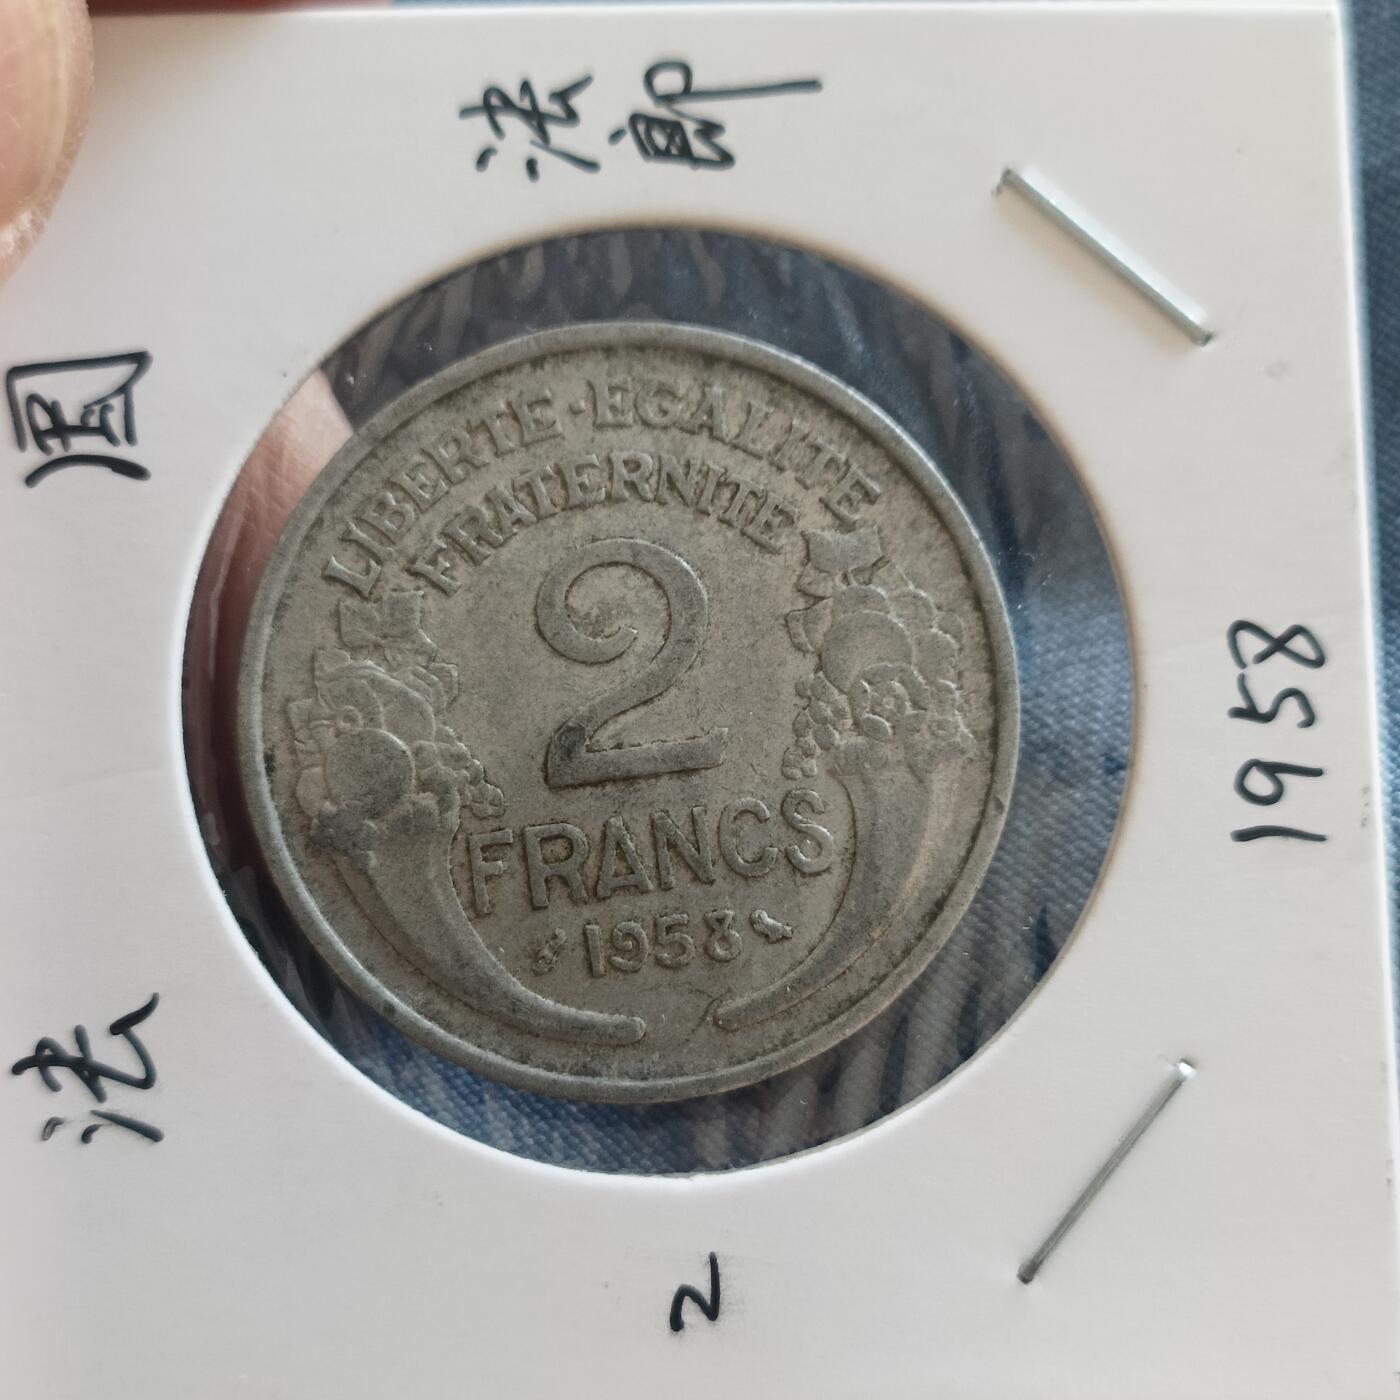 法郎
法国
1958
2
LIBERTE·EGALITE
FRATERNITE
2
FRANCS
1958